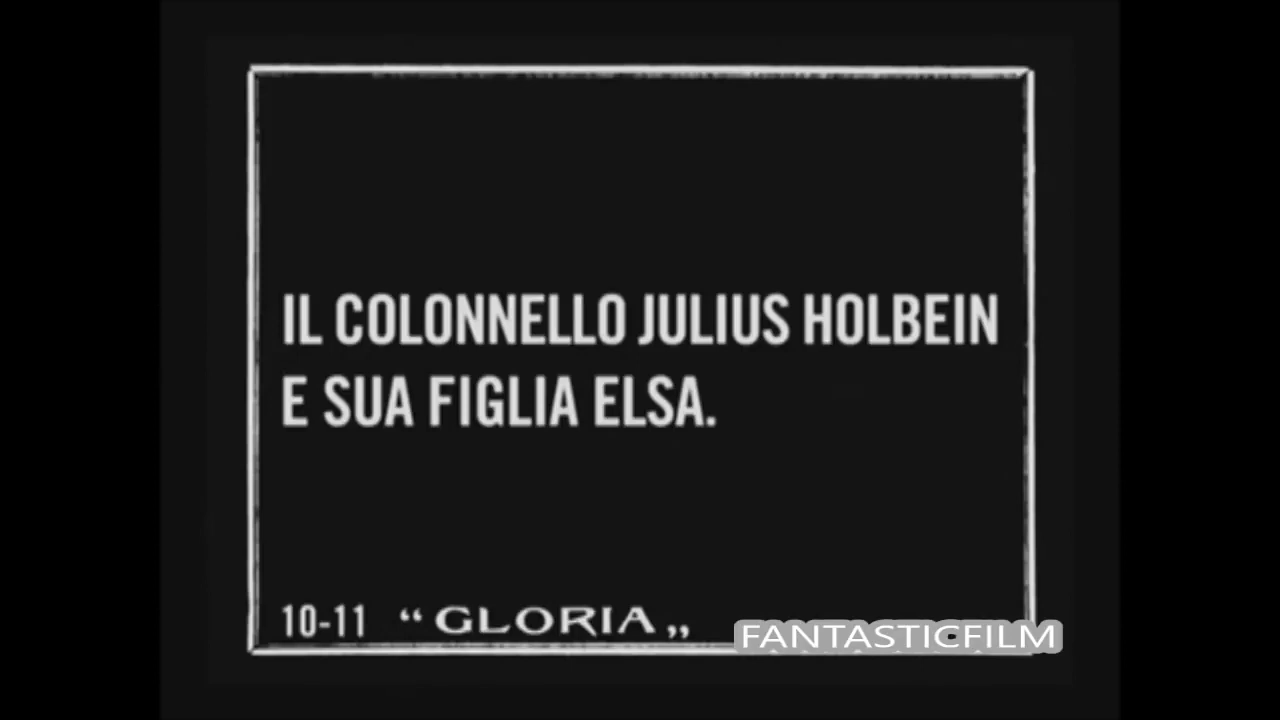 IL COLONNELLO JULIUS HOLBEIN
E SUA FIGLIA ELSA.
10-11 “GLORIA„
FANTASTICFILM